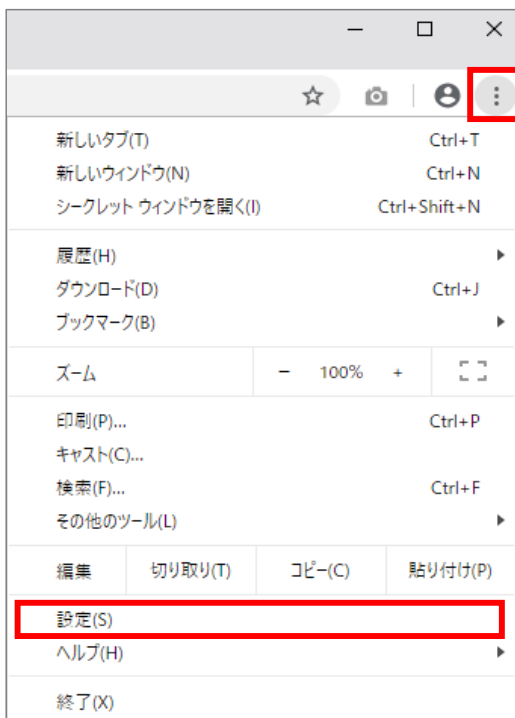 新しいタブ(T) Ctrl+T
新しいウィンドウ(N) Ctrl+N
シークレット ウィンドウを開く(I) Ctrl+Shift+N
履歴(H)
ダウンロード(D) Ctrl+J
ブックマーク(B)
ズーム − 100% +
印刷(P)... Ctrl+P
キャスト(C)...
検索(F)... Ctrl+F
その他のツール(L)
編集 切り取り(T) コピー(C) 貼り付け(P)
設定(S)
ヘルプ(H)
終了(X)